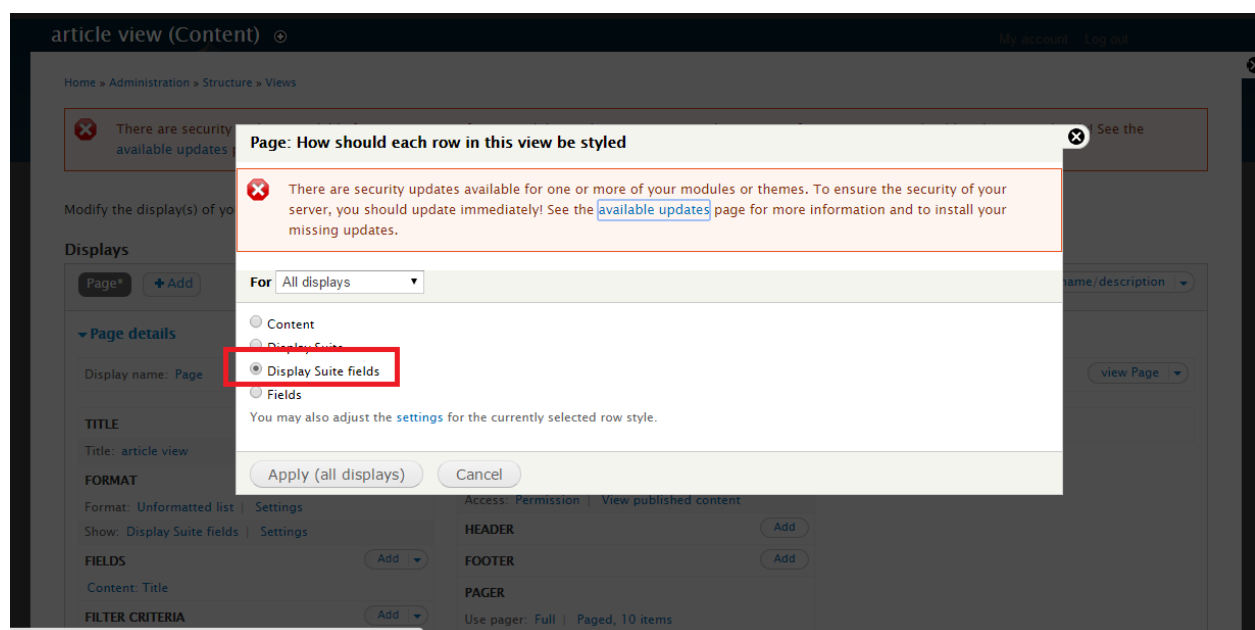 article view (Content)
My account Log out
Home » Administration » Structure » Views
There are security
! See the
available updates
Page: How should each row in this view be styled
There are security updates available for one or more of your modules or themes. To ensure the security of your
server, you should update immediately! See the available updates page for more information and to install your
missing updates.
Modify the display(s) of yo
Displays
Page* Add
For All displays
name/description
Content
Display Suite
Display Suite fields
Fields
You may also adjust the settings for the currently selected row style.
Apply (all displays) Cancel
Page details
Display name: Page
view Page
TITLE
Title: article view
FORMAT
Format: Unformatted list | Settings
Show: Display Suite fields | Settings
FIELDS Add
Content: Title
FILTER CRITERIA Add
Access: Permission | View published content
HEADER Add
FOOTER Add
PAGER
Use pager: Full | Paged, 10 items